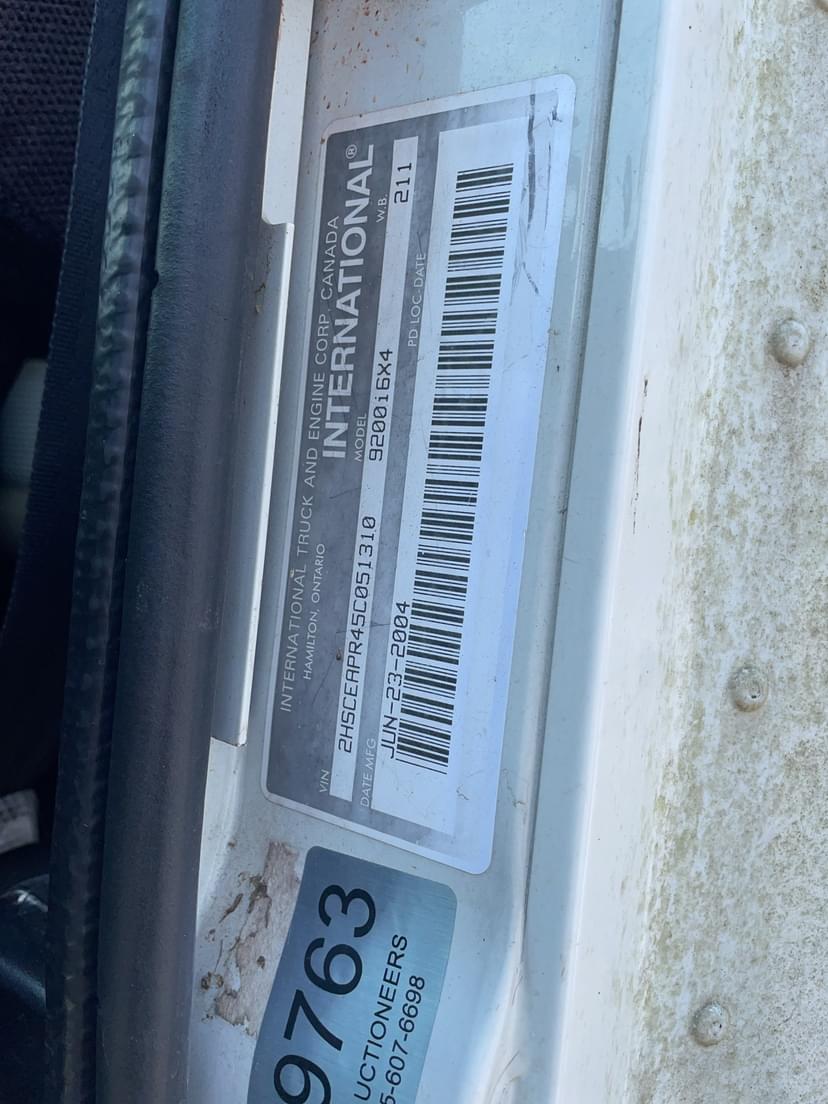 INTERNATIONAL TRUCK AND ENGINE CORP. CANADA
HAMILTON, ONTARIO
INTERNATIONAL®
VIN
2HSCEAPR45C051310
MODEL
9200i6X4
W.B.
211
DATE MFG
JUN-23-2004
PD LOC-DATE
9763
UCTIONEERS
5-607-6698